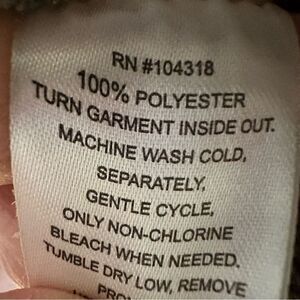 RN #104318
100% POLYESTER
TURN GARMENT INSIDE OUT.
MACHINE WASH COLD,
SEPARATELY,
GENTLE CYCLE,
ONLY NON-CHLORINE
BLEACH WHEN NEEDED.
TUMBLE DRY LOW, REMOVE